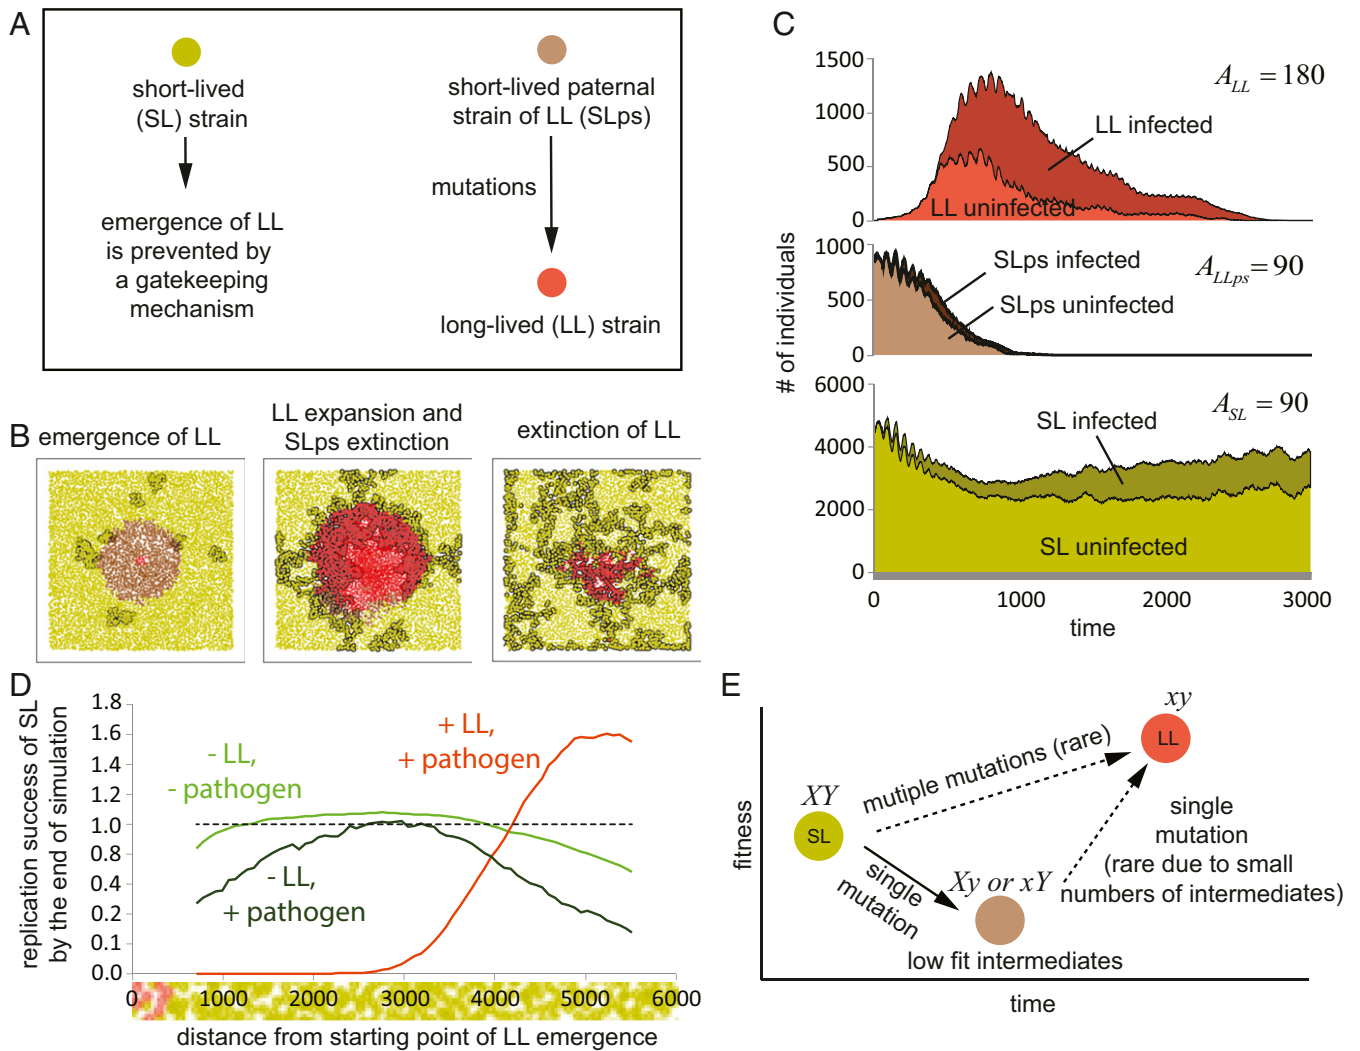 A
short-lived
(SL) strain
emergence of LL
is prevented by
a gatekeeping
mechanism
short-lived paternal
strain of LL (SLps)
mutations
long-lived (LL) strain
B
emergence of LL
LL expansion and
SLps extinction
extinction of LL
C
# of individuals
1500
1000
500
0
A_LL = 180
LL infected
LL uninfected
1000
500
0
A_LLps = 90
SLps infected
SLps uninfected
6000
4000
2000
0
A_SL = 90
SL infected
SL uninfected
0 1000 2000 3000
time
D
replication success of SL
by the end of simulation
1.8
1.6
1.4
1.2
1.0
0.8
0.4
0.2
0.1
0.0
- LL,
- pathogen
+ LL,
+ pathogen
- LL,
+ pathogen
0 1000 2000 3000 4000 5000 6000
distance from starting point of LL emergence
E
fitness
XY
SL
mutiple mutations (rare)
xy
LL
single
mutation
Xy or xY
low fit intermediates
single
mutation
(rare due to small
numbers of intermediates)
time